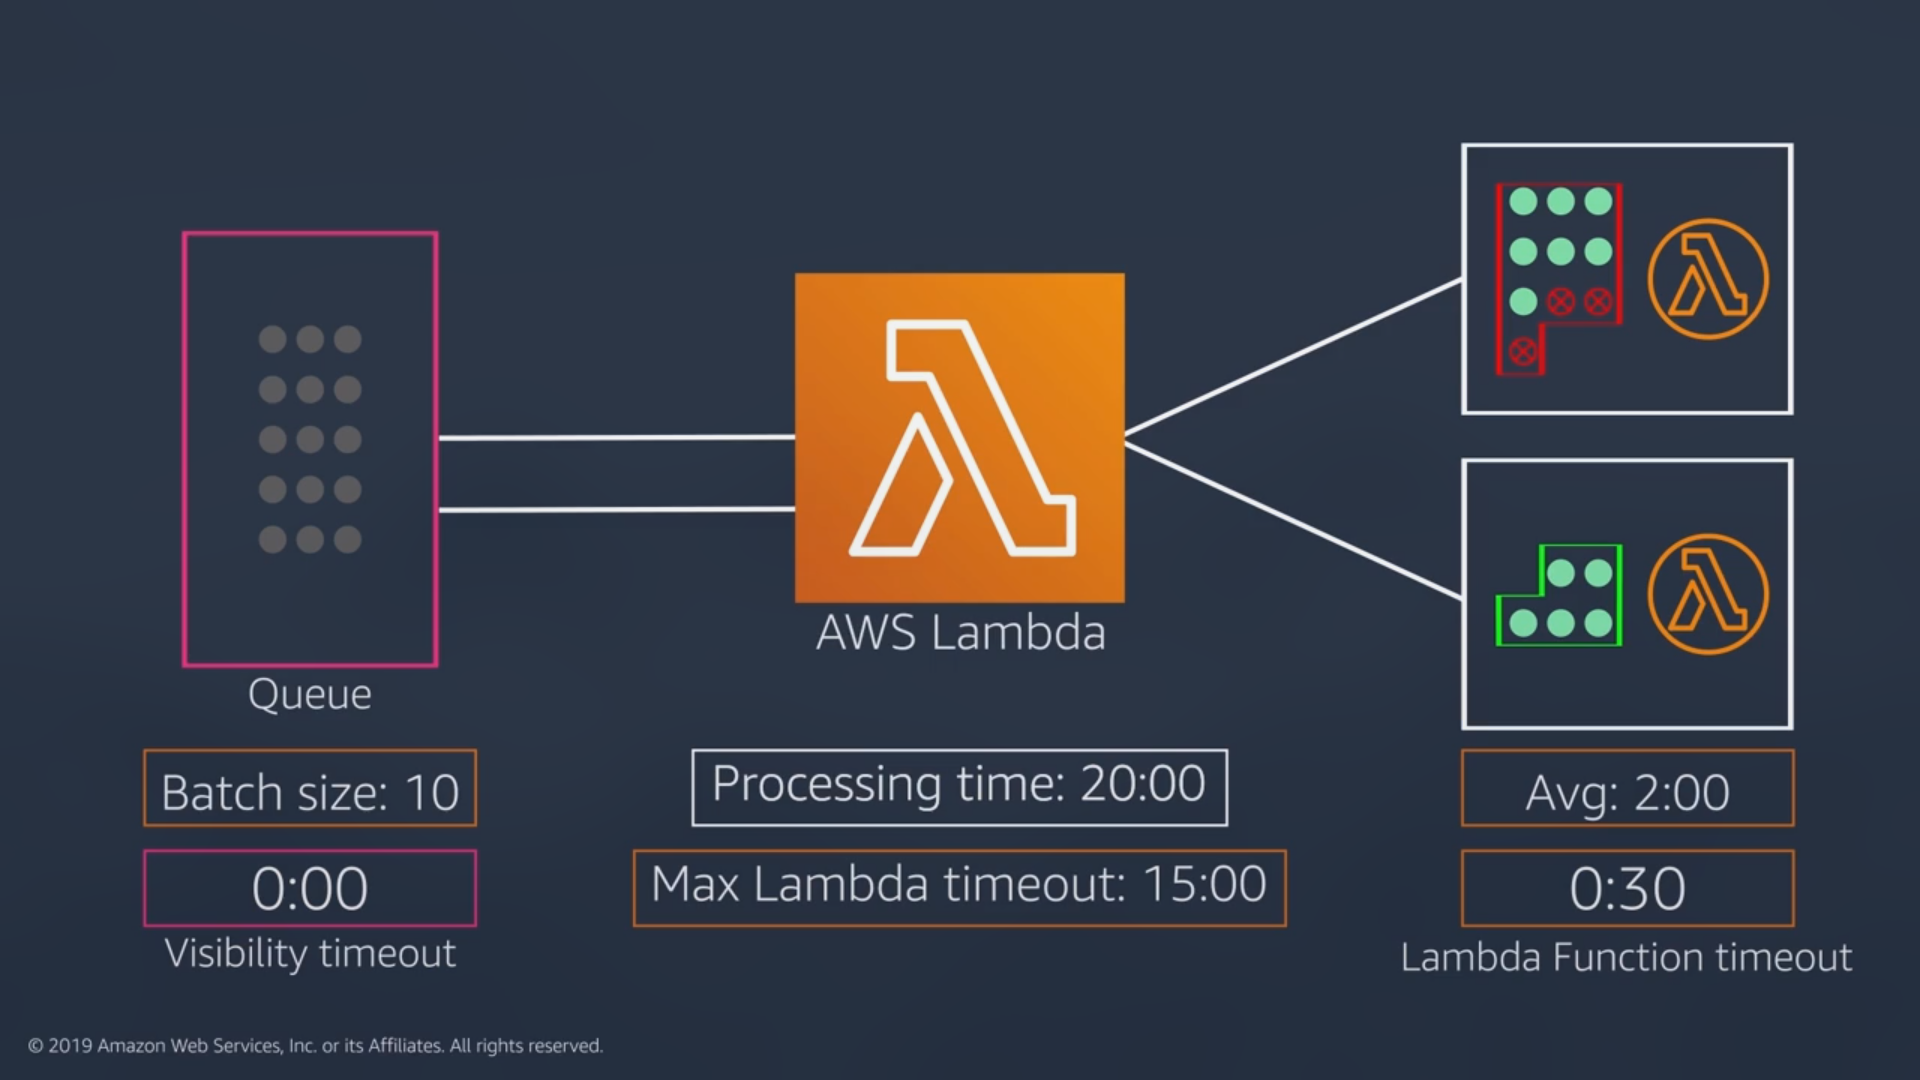 AWS Lambda
Queue
Batch size: 10
Processing time: 20:00
Avg: 2:00
0:00
Max Lambda timeout: 15:00
0:30
Visibility timeout
Lambda Function timeout
© 2019 Amazon Web Services, Inc. or its Affiliates. All rights reserved.